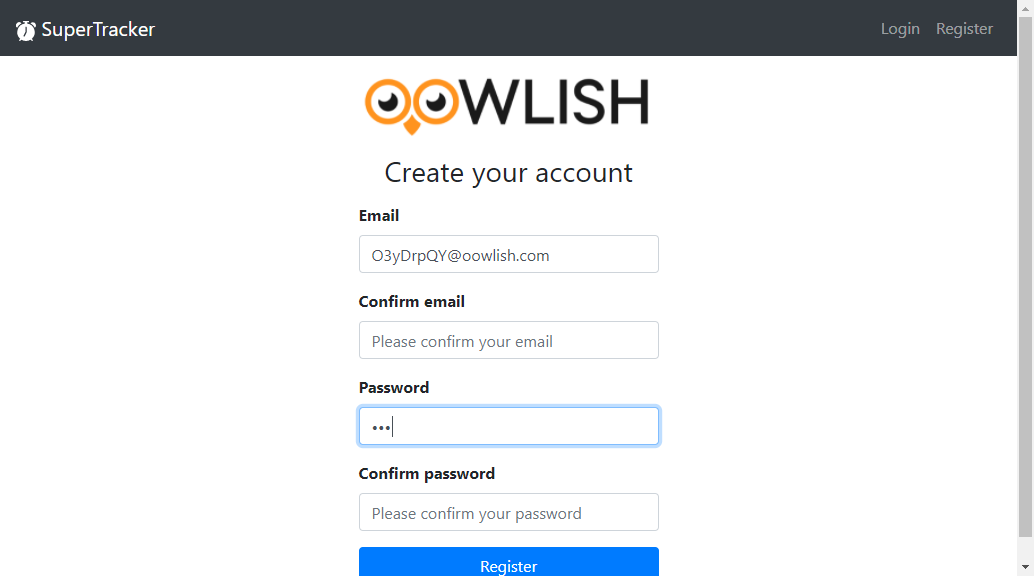 SuperTracker
Login Register
OOWLISH
Create your account
Email
O3yDrpQY@oowlish.com
Confirm email
Please confirm your email
Password
•••
Confirm password
Please confirm your password
Register